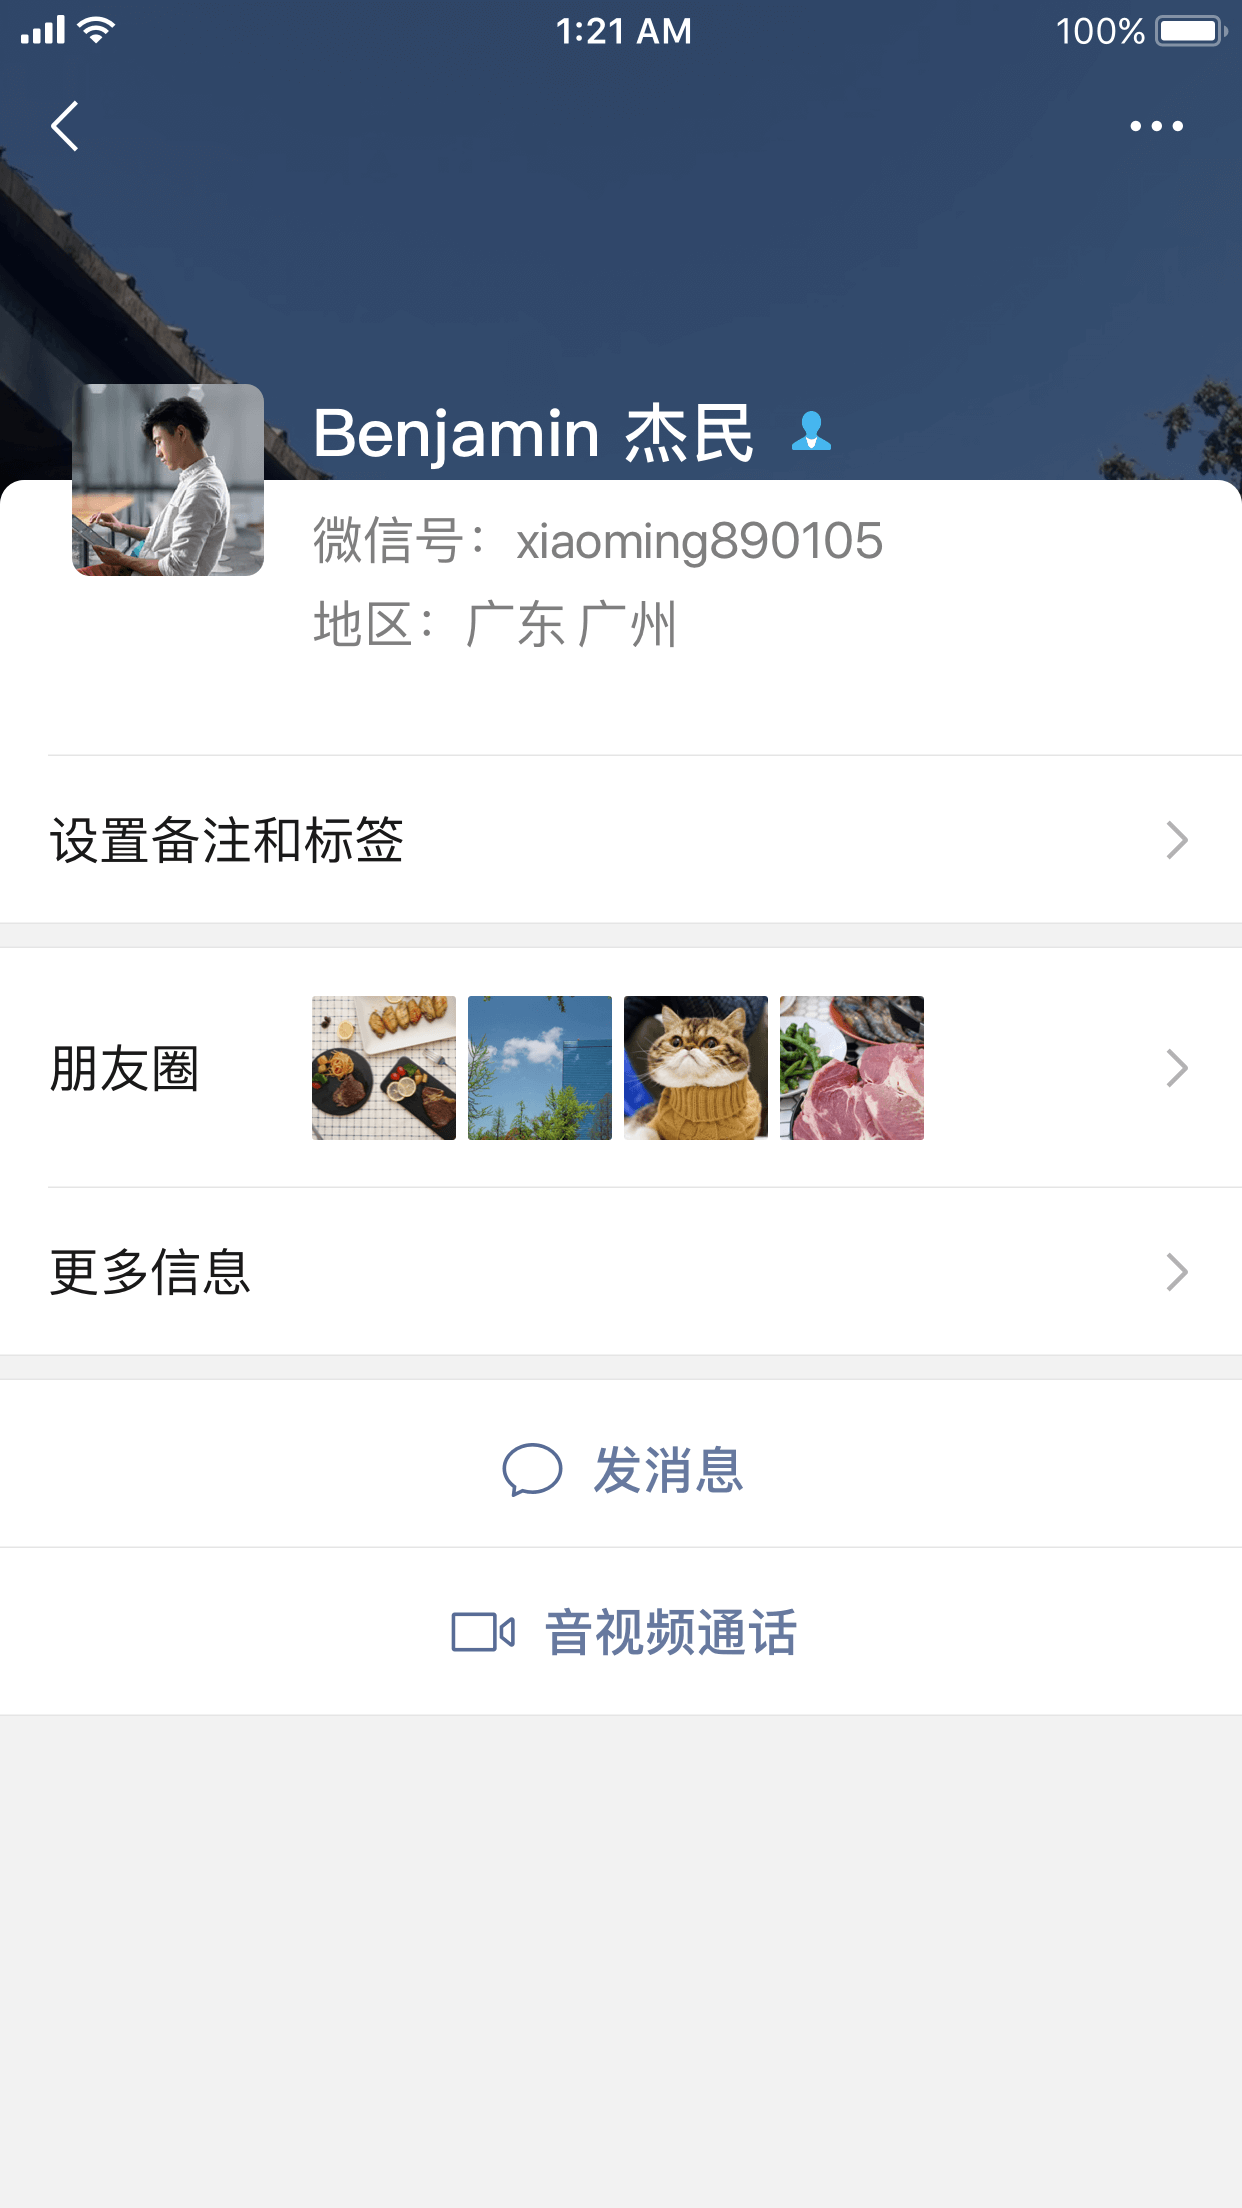 1:21 AM
100%
Benjamin 杰民
微信号：xiaoming890105
地区：广东 广州
设置备注和标签
朋友圈
更多信息
发消息
音视频通话